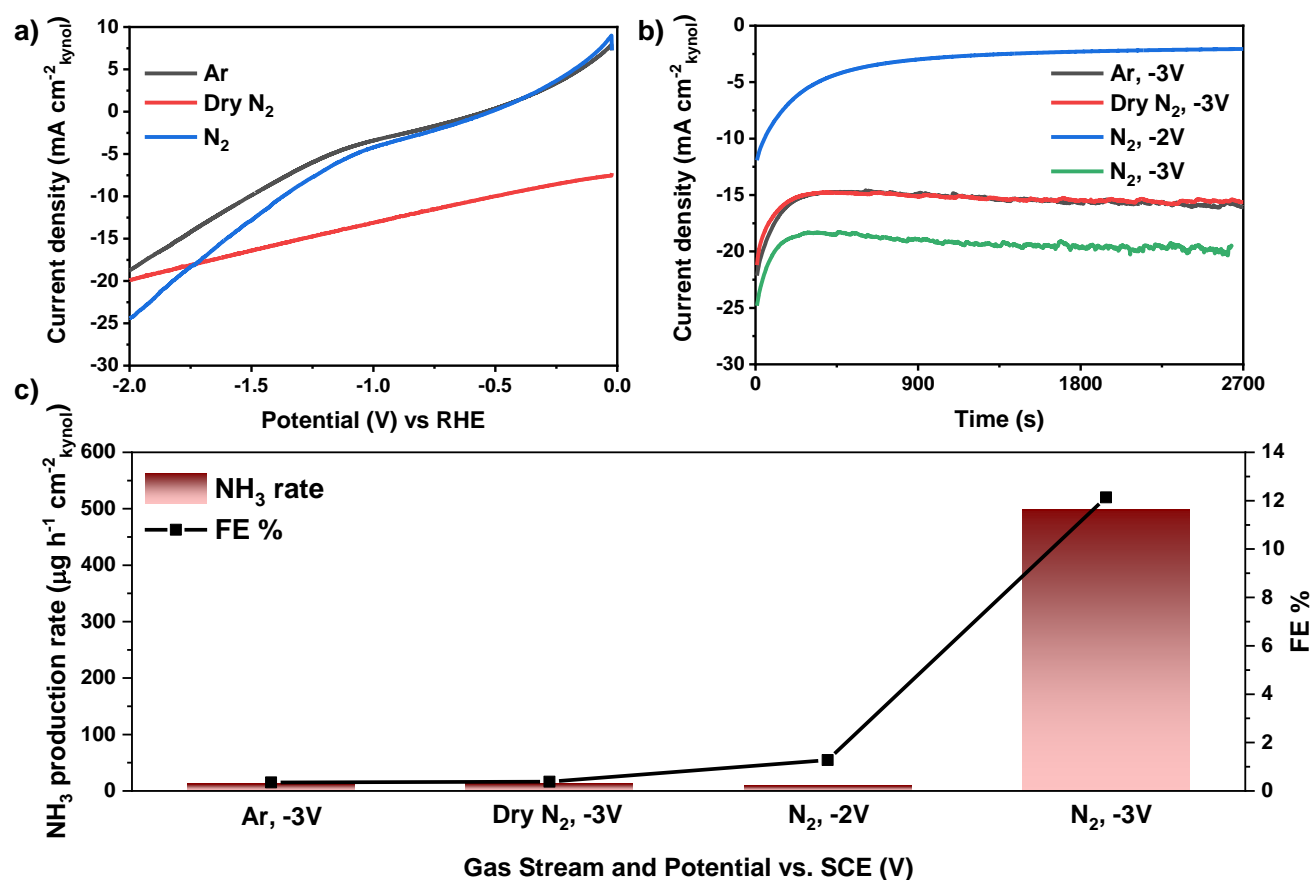 a)
Current density (mA cm⁻²kynol)
10
5
0
-5
-10
-15
-20
-25
-30
Ar
Dry N₂
N₂
-2.0 -1.5 -1.0 -0.5 0.0
Potential (V) vs RHE
b)
Current density (mA cm⁻²kynol)
0
-5
-10
-15
-20
-25
-30
Ar, -3V
Dry N₂, -3V
N₂, -2V
N₂, -3V
0 900 1800 2700
Time (s)
c)
NH₃ production rate (µg h⁻¹ cm⁻²kynol)
600
500
400
300
200
100
0
NH₃ rate
FE %
14
12
10
8
6
4
2
0
FE %
Ar, -3V Dry N₂, -3V N₂, -2V N₂, -3V
Gas Stream and Potential vs. SCE (V)